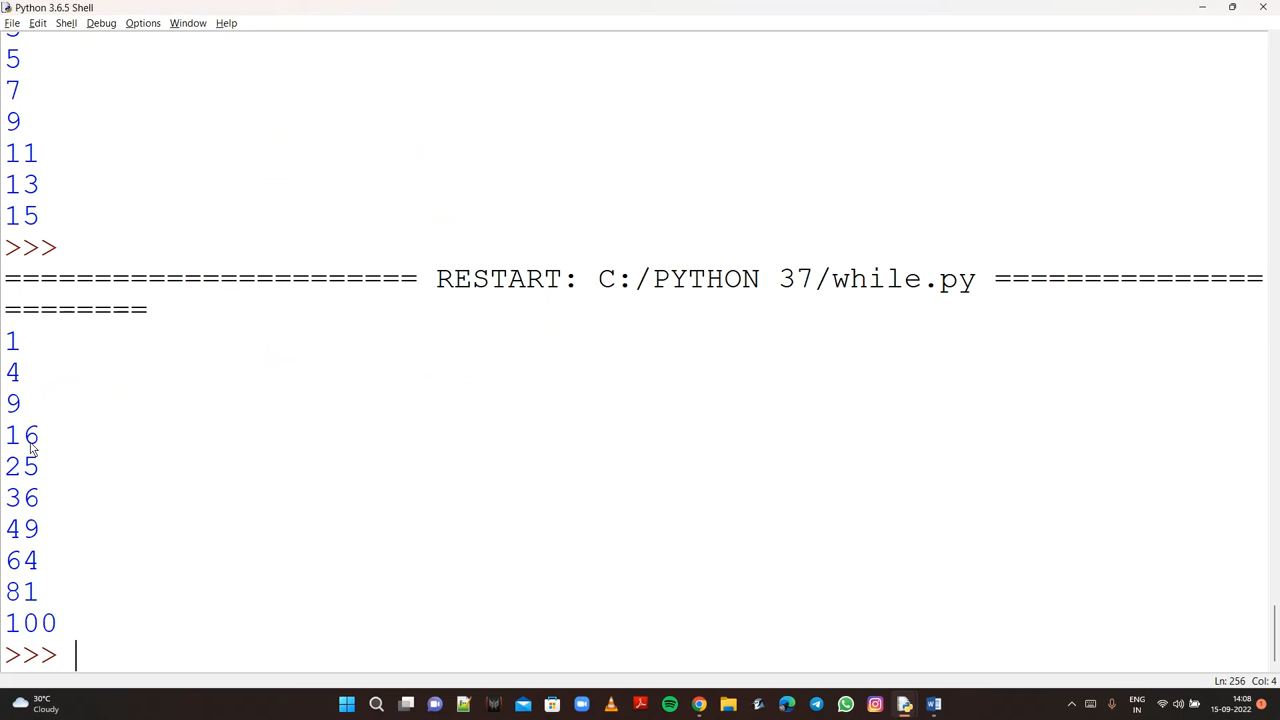 Python 3.6.5 Shell
File Edit Shell Debug Options Window Help
5
7
9
11
13
15
>>>
====================== RESTART: C:/PYTHON 37/while.py ===============
========
1
4
9
16
25
36
49
64
81
100
>>>
Ln: 256 Col: 4
30°C
Cloudy
ENG
IN
14:08
15-09-2022